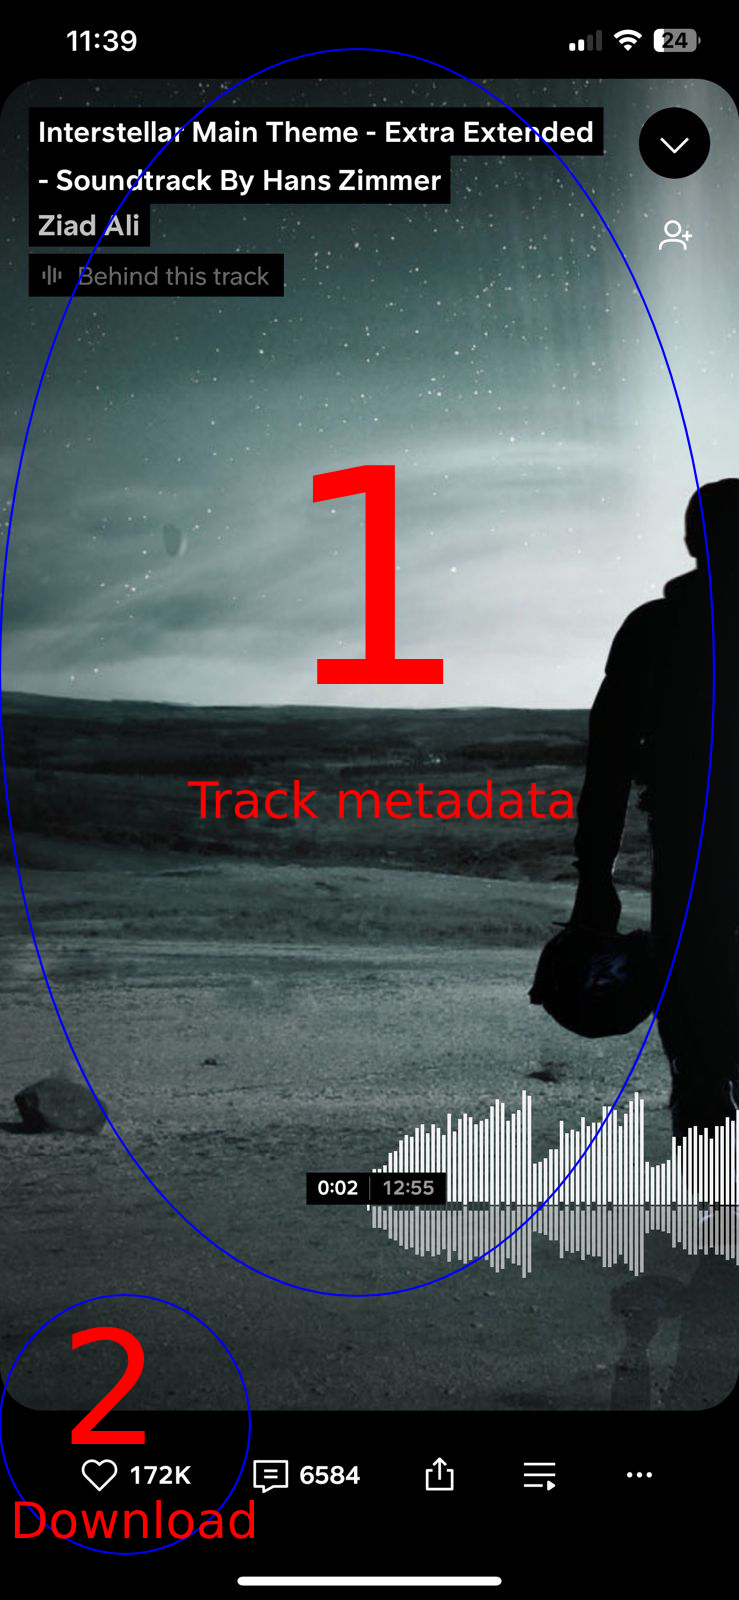 11:39
24
Interstellar Main Theme - Extra Extended
- Soundtrack By Hans Zimmer
Ziad Ali
Behind this track
1
Track metadata
0:02 12:55
2
172K 6584
Download